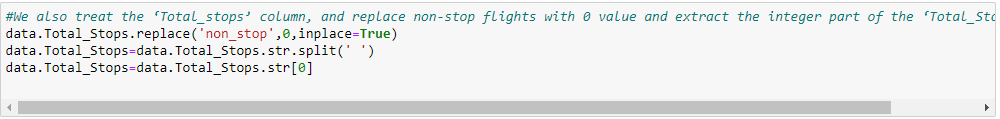 #We also treat the ‘Total_stops’ column, and replace non-stop flights with 0 value and extract the integer part of the ‘Total_Sto
data.Total_Stops.replace('non_stop',0,inplace=True)
data.Total_Stops=data.Total_Stops.str.split(' ')
data.Total_Stops=data.Total_Stops.str[0]